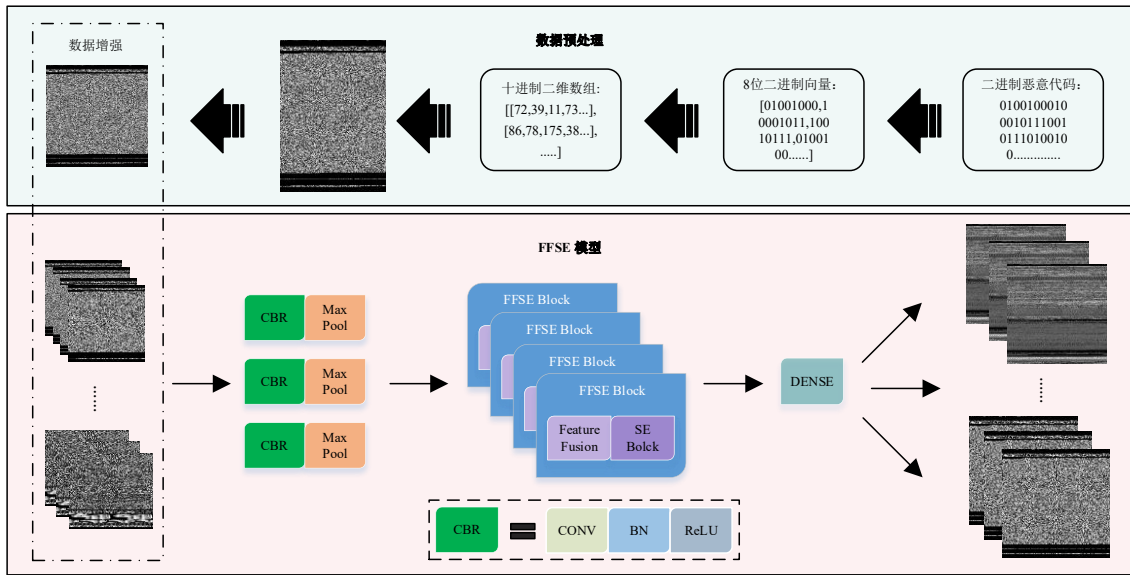 数据增强
数据预处理
十进制二维数组:
[[72,39,11,73...],
[86,78,175,38...],
.....]
8位二进制向量:
[01001000,1
0001011,100
10111,01001
00......]
二进制恶意代码:
0100100010
0010111001
0111010010
0.............
FFSE 模型
CBR
Max
Pool
CBR
Max
Pool
CBR
Max
Pool
FFSE Block
FFSE Block
FFSE Block
FFSE Block
Feature
Fusion
SE
Bolck
DENSE
CBR
CONV
BN
ReLU